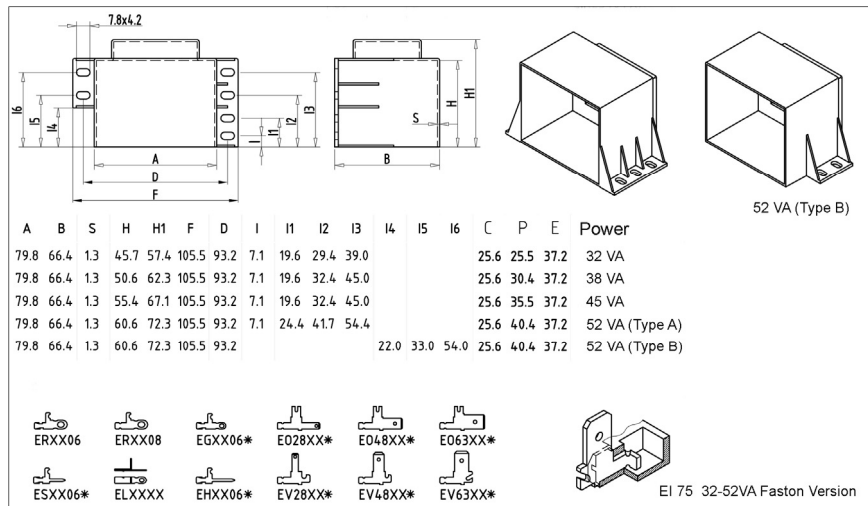 7.8x4.2
I6
I5
I4
I
I1
I2
I3
S
H
H1
A
B
D
F
52 VA (Type B)
A B S H H1 F D I I1 I2 I3 I4 I5 I6 C P E Power
79.8 66.4 1.3 45.7 57.4 105.5 93.2 7.1 19.6 29.4 39.0 25.6 25.5 37.2 32 VA
79.8 66.4 1.3 50.6 62.3 105.5 93.2 7.1 19.6 32.4 45.0 25.6 30.4 37.2 38 VA
79.8 66.4 1.3 55.4 67.1 105.5 93.2 7.1 19.6 32.4 45.0 25.6 35.5 37.2 45 VA
79.8 66.4 1.3 60.6 72.3 105.5 93.2 7.1 24.4 41.7 54.4 25.6 40.4 37.2 52 VA (Type A)
79.8 66.4 1.3 60.6 72.3 105.5 93.2 22.0 33.0 54.0 25.6 40.4 37.2 52 VA (Type B)
ERXX06 ERXX08 EGXX06* EO28XX* EO48XX* EO63XX*
ESXX06* ELXXXX EHXX06* EV28XX* EV48XX* EV63XX*
EI 75 32-52VA Faston Version